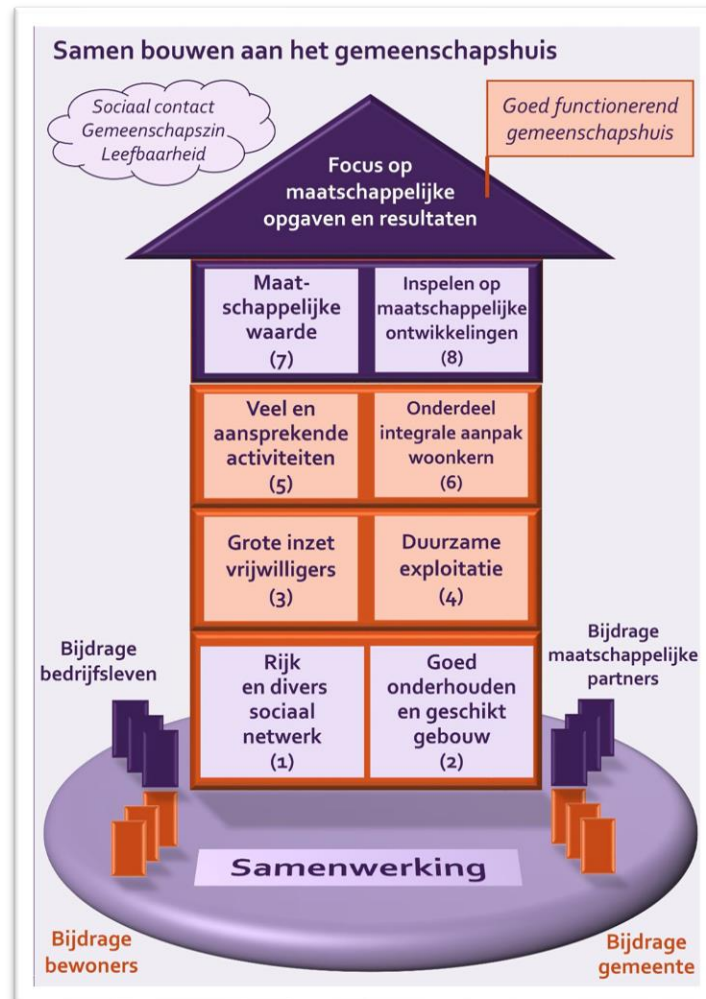 Samen bouwen aan het gemeenschapshuis
Sociaal contact
Gemeenschapszin
Leefbaarheid
Goed functionerend
gemeenschapshuis
Focus op
maatschappelijke
opgaven en resultaten
Maat-
schappelijke
waarde
(7)
Inspelen op
maatschappelijke
ontwikkelingen
(8)
Veel en
aansprekende
activiteiten
(5)
Onderdeel
integrale aanpak
woonkern
(6)
Grote inzet
vrijwilligers
(3)
Duurzame
exploitatie
(4)
Bijdrage
bedrijfsleven
Rijk
en divers
sociaal
netwerk
(1)
Goed
onderhouden
en geschikt
gebouw
(2)
Bijdrage
maatschappelijke
partners
Samenwerking
Bijdrage
bewoners
Bijdrage
gemeente